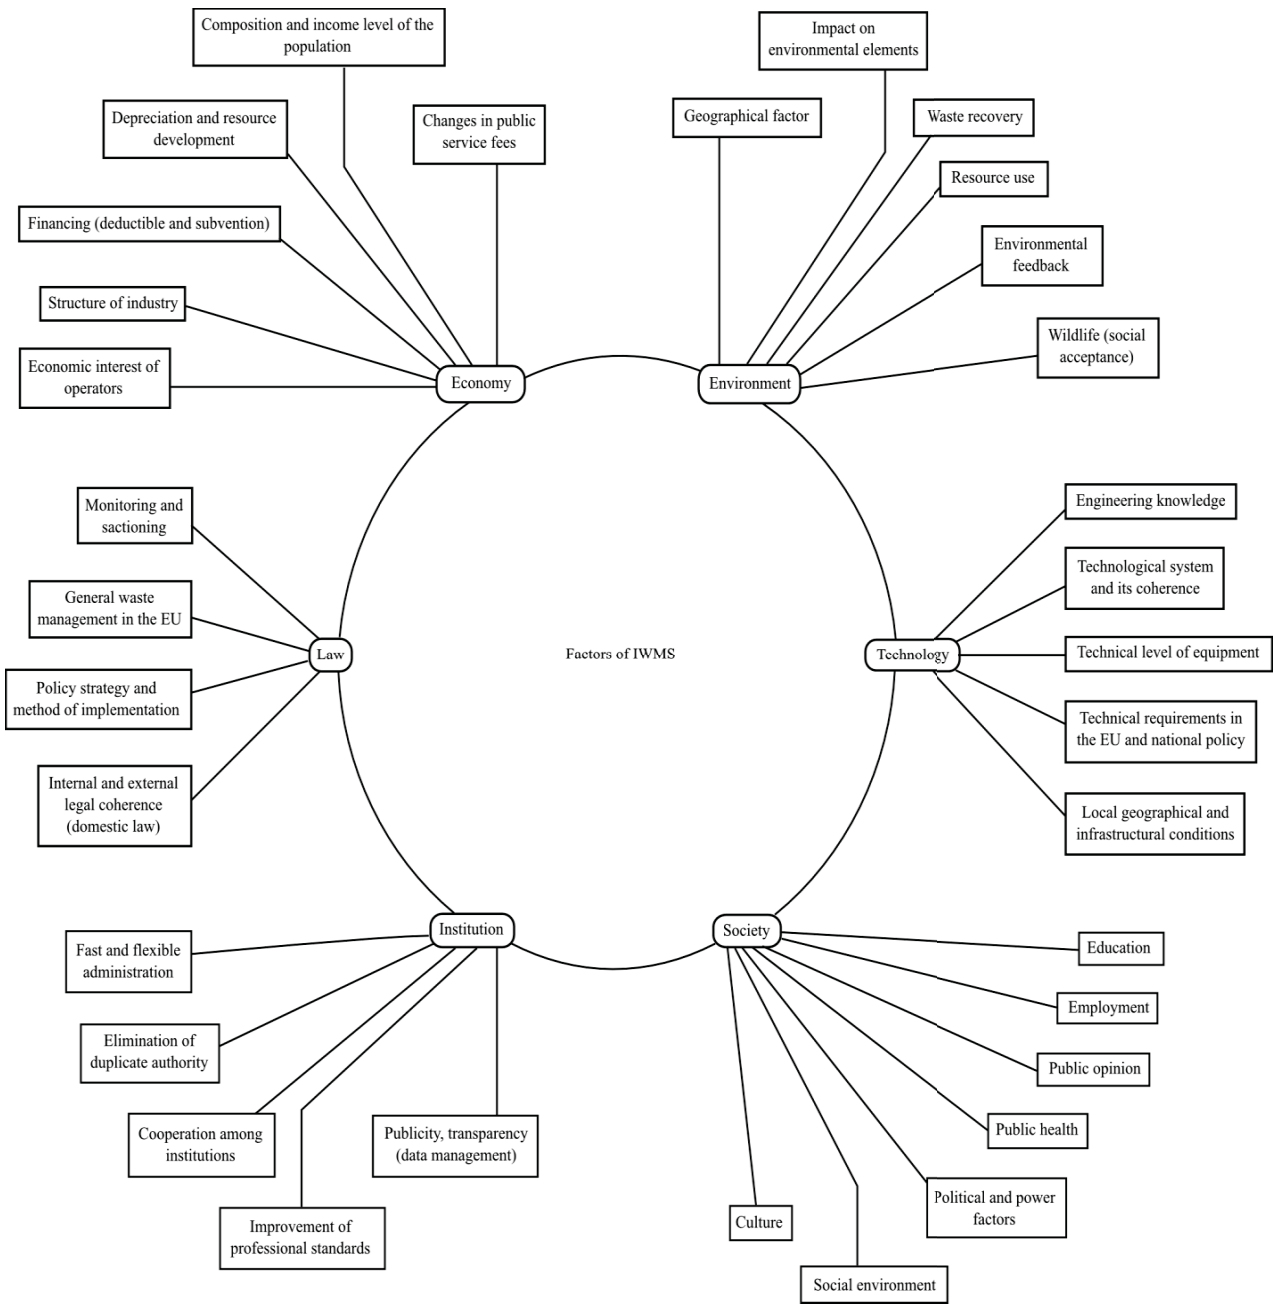 Composition and income level of the
population
Depreciation and resource
development
Changes in public
service fees
Financing (deductible and subvention)
Structure of industry
Economic interest of
operators
Economy
Impact on
environmental elements
Geographical factor
Waste recovery
Resource use
Environmental
feedback
Wildlife (social
acceptance)
Environment
Monitoring and
sactioning
General waste
management in the EU
Policy strategy and
method of implementation
Internal and external
legal coherence
(domestic law)
Law
Factors of IWMS
Technology
Engineering knowledge
Technological system
and its coherence
Technical level of equipment
Technical requirements in
the EU and national policy
Local geographical and
infrastructural conditions
Institution
Fast and flexible
administration
Elimination of
duplicate authority
Cooperation among
institutions
Improvement of
professional standards
Publicity, transparency
(data management)
Society
Education
Employment
Public opinion
Public health
Political and power
factors
Culture
Social environment